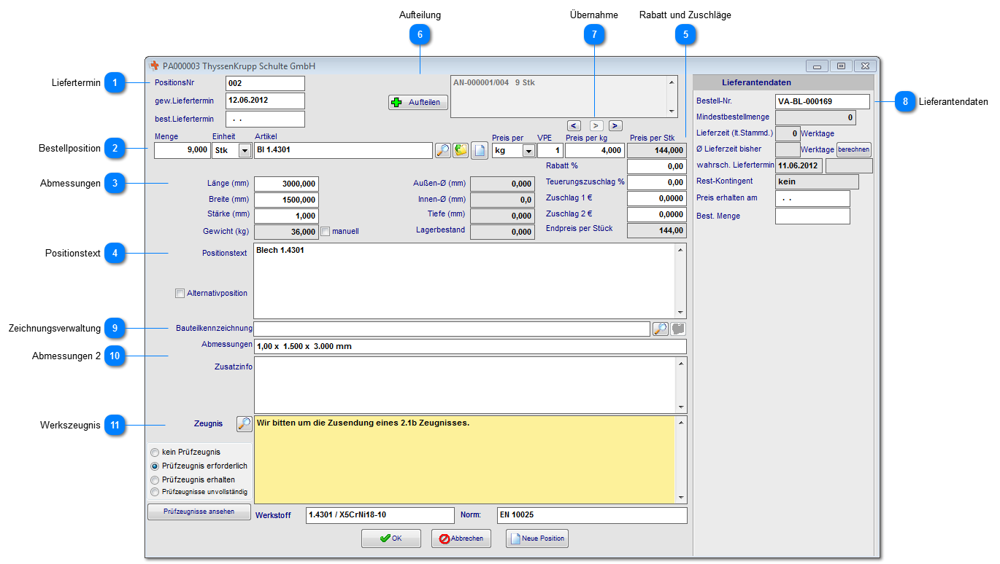 Aufteilung Übernahme Rabatt und Zuschläge
6 7 5
PA000003 ThyssenKrupp Schulte GmbH
Liefertermin 1 PositionsNr 002
AN-000001/004 9 Stk
Lieferantendaten
gew.Liefertermin 12.06.2012
Aufteilen
Bestell-Nr. VA-BL-000169
8 Lieferantendaten
best.Liefertermin . .
Mindestbestellmenge 0
< > >
Lieferzeit (lt.Stammd.) 0 Werktage
Menge Einheit Artikel Preis per VPE Preis per kg Preis per Stk
Bestellposition 2 9,000 Stk Bl 1.4301 kg 1 4,000 144,000
Ø Lieferzeit bisher Werktage berechnen
Rabatt % 0,00
wahrsch. Liefertermin 11.06.2012
Abmessungen 3 Länge (mm) 3000,000 Außen-Ø (mm) 0,000 Teuerungszuschlag % 0,00
Rest-Kontingent kein
Breite (mm) 1500,000 Innen-Ø (mm) 0,0 Zuschlag 1 € 0,0000
Preis erhalten am . .
Stärke (mm) 1,000 Tiefe (mm) 0,000 Zuschlag 2 € 0,0000
Best. Menge
Gewicht (kg) 36,000 manuell Lagerbestand 0,000 Endpreis per Stück 144,00
Positionstext 4 Positionstext Blech 1.4301
Alternativposition
Zeichnungsverwaltung 9 Bauteilkennzeichnung
Abmessungen 1,00 x 1.500 x 3.000 mm
Abmessungen 2 10
Zusatzinfo
Werkszeugnis 11 Zeugnis Wir bitten um die Zusendung eines 2.1b Zeugnisses.
kein Prüfzeugnis
Prüfzeugnis erforderlich
Prüfzeugnis erhalten
Prüfzeugnisse unvollständig
Prüfzeugnisse ansehen
Werkstoff 1.4301 / X5CrNi18-10 Norm: EN 10025
OK Abbrechen Neue Position